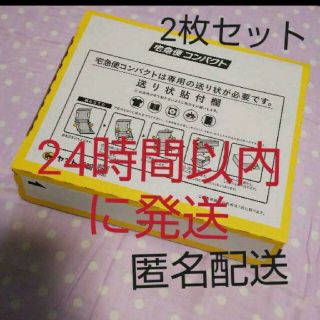 2枚セット
宅急便コンパクト
宅急便コンパクトは専用の送り状が必要です。
送り状貼付欄
24時間以内
に発送
匿名配送